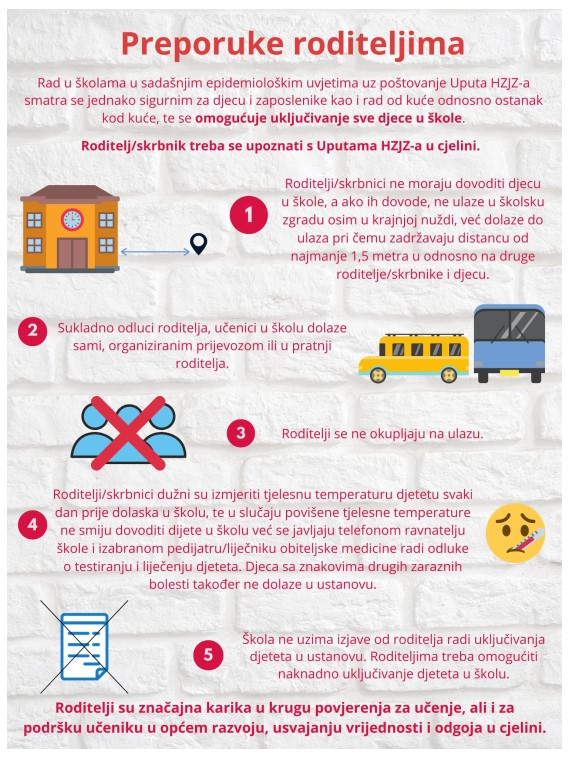 Preporuke roditeljima
Rad u školama u sadašnjim epidemiološkim uvjetima uz poštovanje Uputa HZJZ-a
smatra se jednako sigurnim za djecu i zaposlenike kao i rad od kuće odnosno ostanak
kod kuće, te se omogućuje uključivanje sve djece u škole.
Roditelj/skrbnik treba se upoznati s Uputama HZJZ-a u cjelini.
1
Roditelji/skrbnici ne moraju dovoditi djecu
u škole, a ako ih dovode, ne ulaze u školsku
zgradu osim u krajnjoj nuždi, već dolaze do
ulaza pri čemu zadržavaju distancu od
najmanje 1,5 metra u odnosno na druge
roditelje/skrbnike i djecu.
2
Sukladno odluci roditelja, učenici u školu dolaze
sami, organiziranim prijevozom ili u pratnji
roditelja.
3
Roditelji se ne okupljaju na ulazu.
4
Roditelji/skrbnici dužni su izmjeriti tjelesnu temperaturu djetetu svaki
dan prije dolaska u školu, te u slučaju povišene tjelesne temperature
ne smiju dovoditi dijete u školu već se javljaju telefonom ravnatelju
škole i izabranom pedijatru/liječniku obiteljske medicine radi odluke
o testiranju i liječenju djeteta. Djeca sa znakovima drugih zaraznih
bolesti također ne dolaze u ustanovu.
5
Škola ne uzima izjave od roditelja radi uključivanja
djeteta u ustanovu. Roditeljima treba omogućiti
naknadno uključivanje djeteta u školu.
Roditelji su značajna karika u krugu povjerenja za učenje, ali i za
podršku učeniku u općem razvoju, usvajanju vrijednosti i odgoja u cjelini.